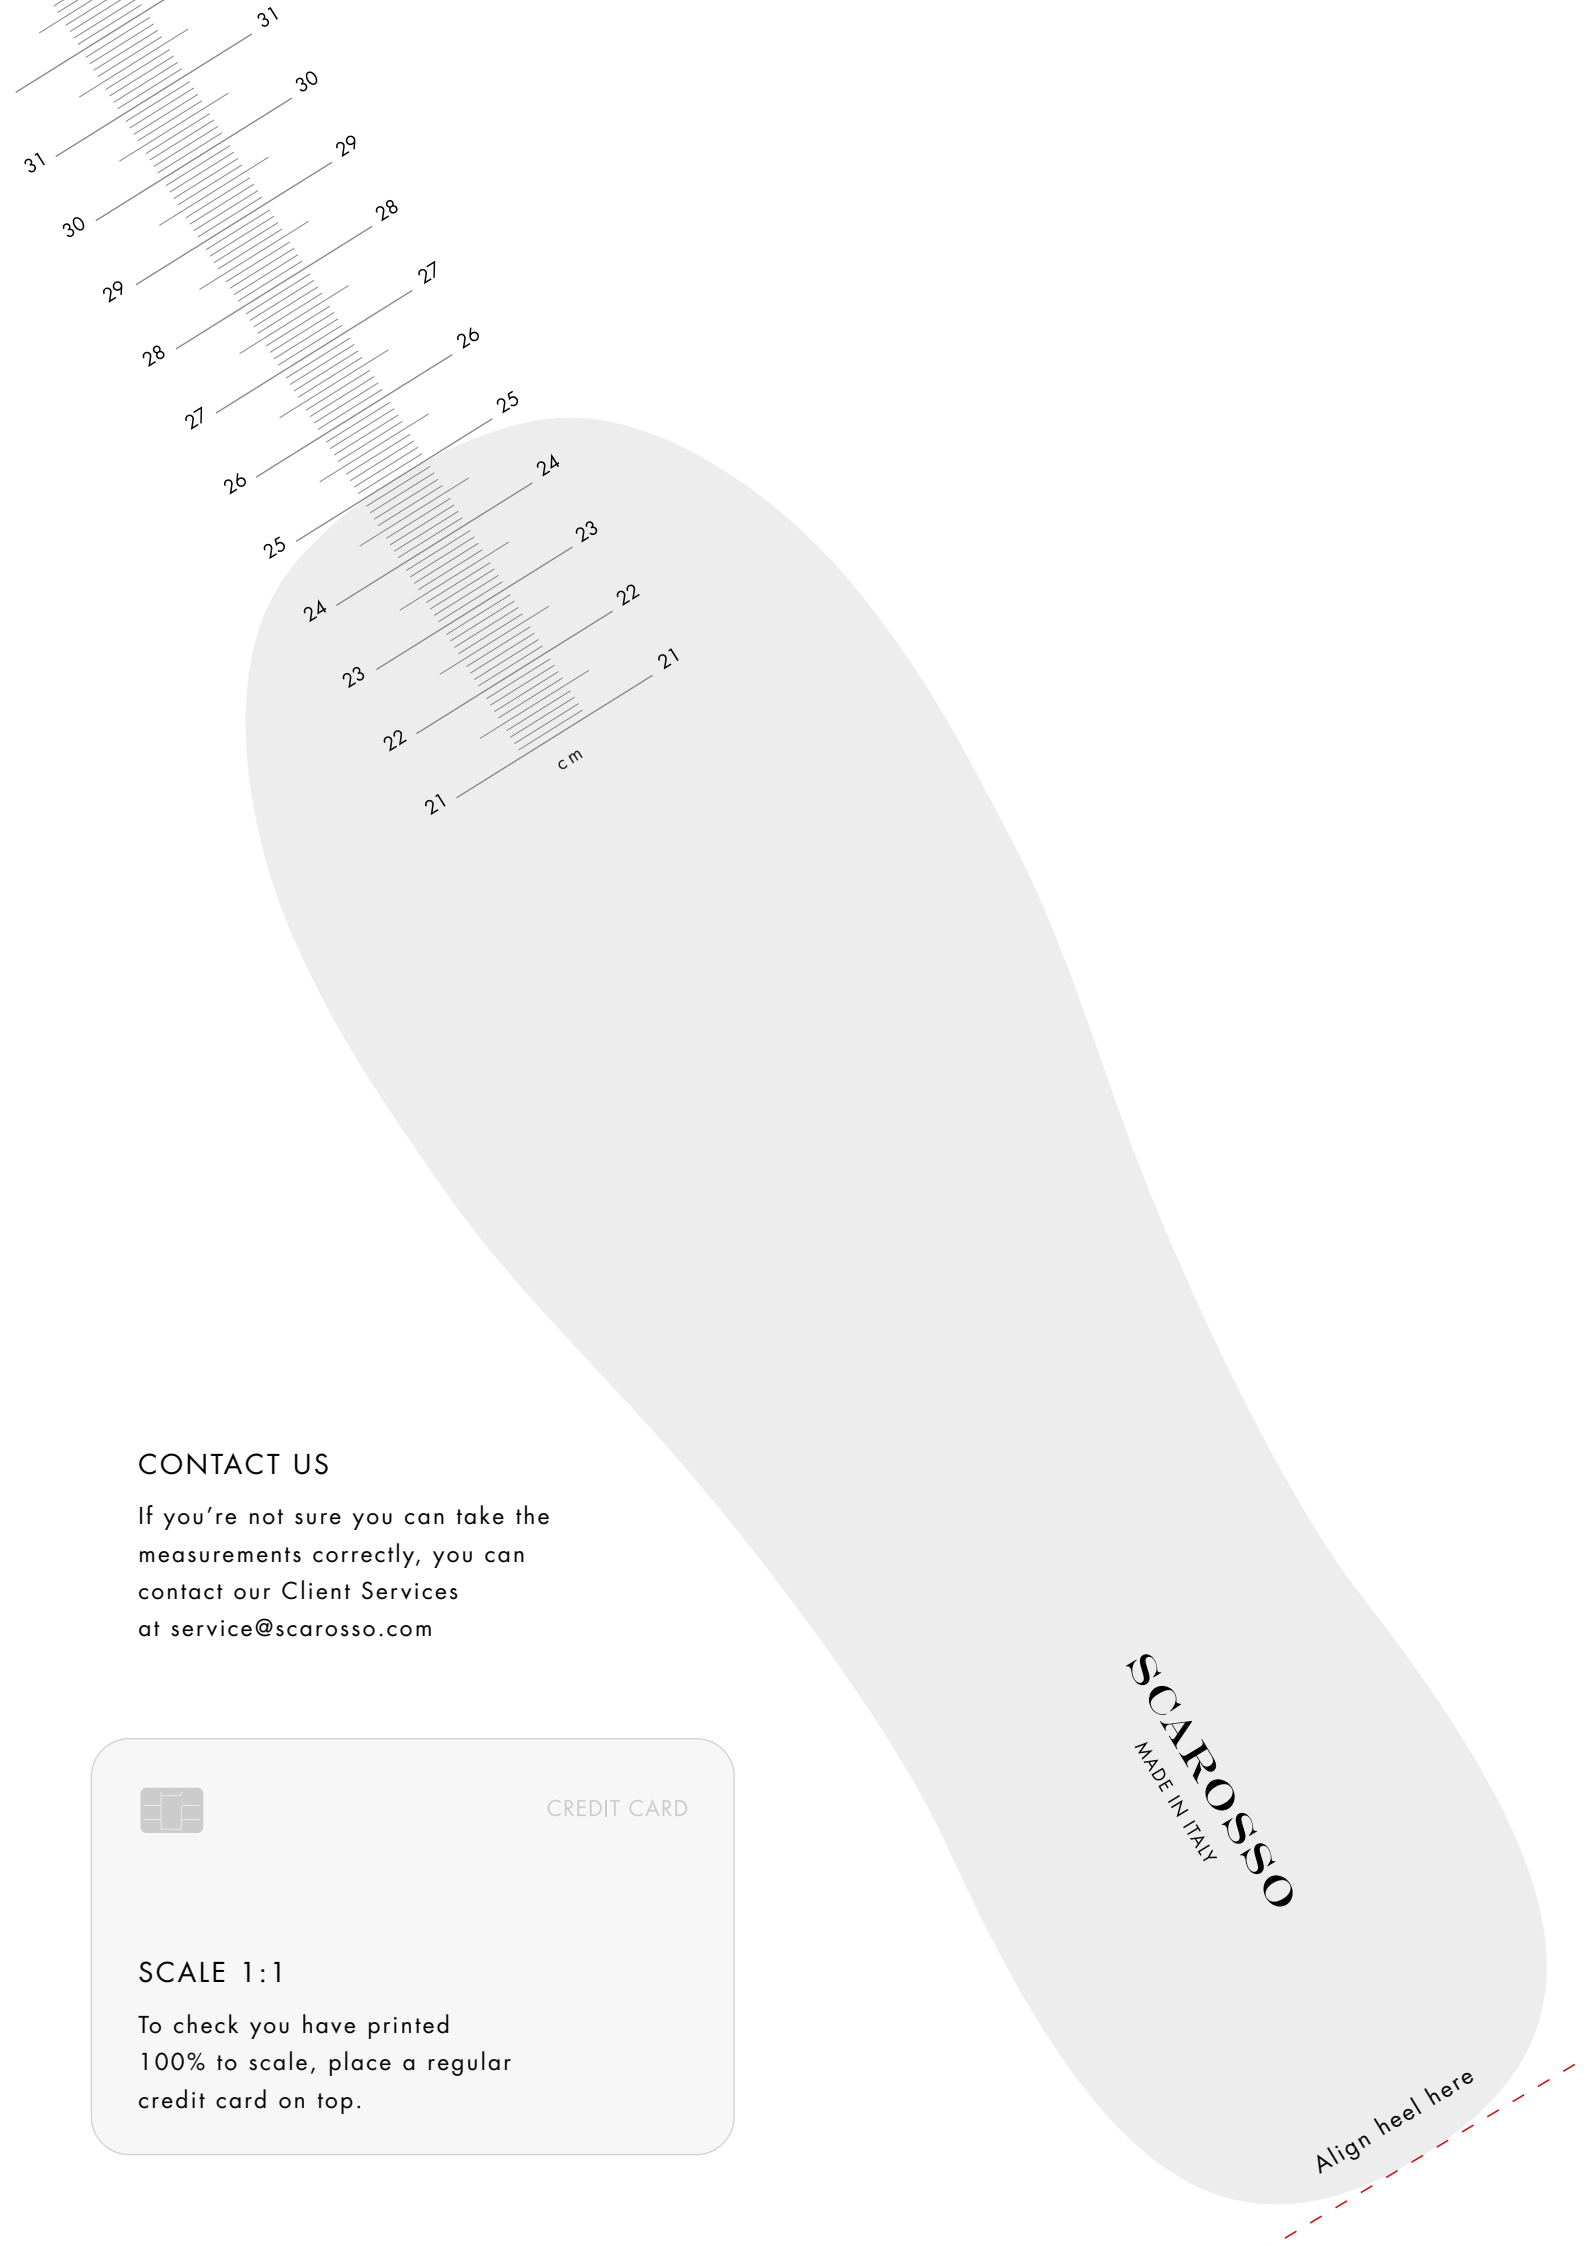 31
30
29
28
27
26
25
24
23
22
21
31
30
29
28
27
26
25
24
23
22
21
cm
CONTACT US
If you’re not sure you can take the
measurements correctly, you can
contact our Client Services
at service@scarosso.com
SCAROSSO
MADE IN ITALY
CREDIT CARD
SCALE 1:1
To check you have printed
100% to scale, place a regular
credit card on top.
Align heel here